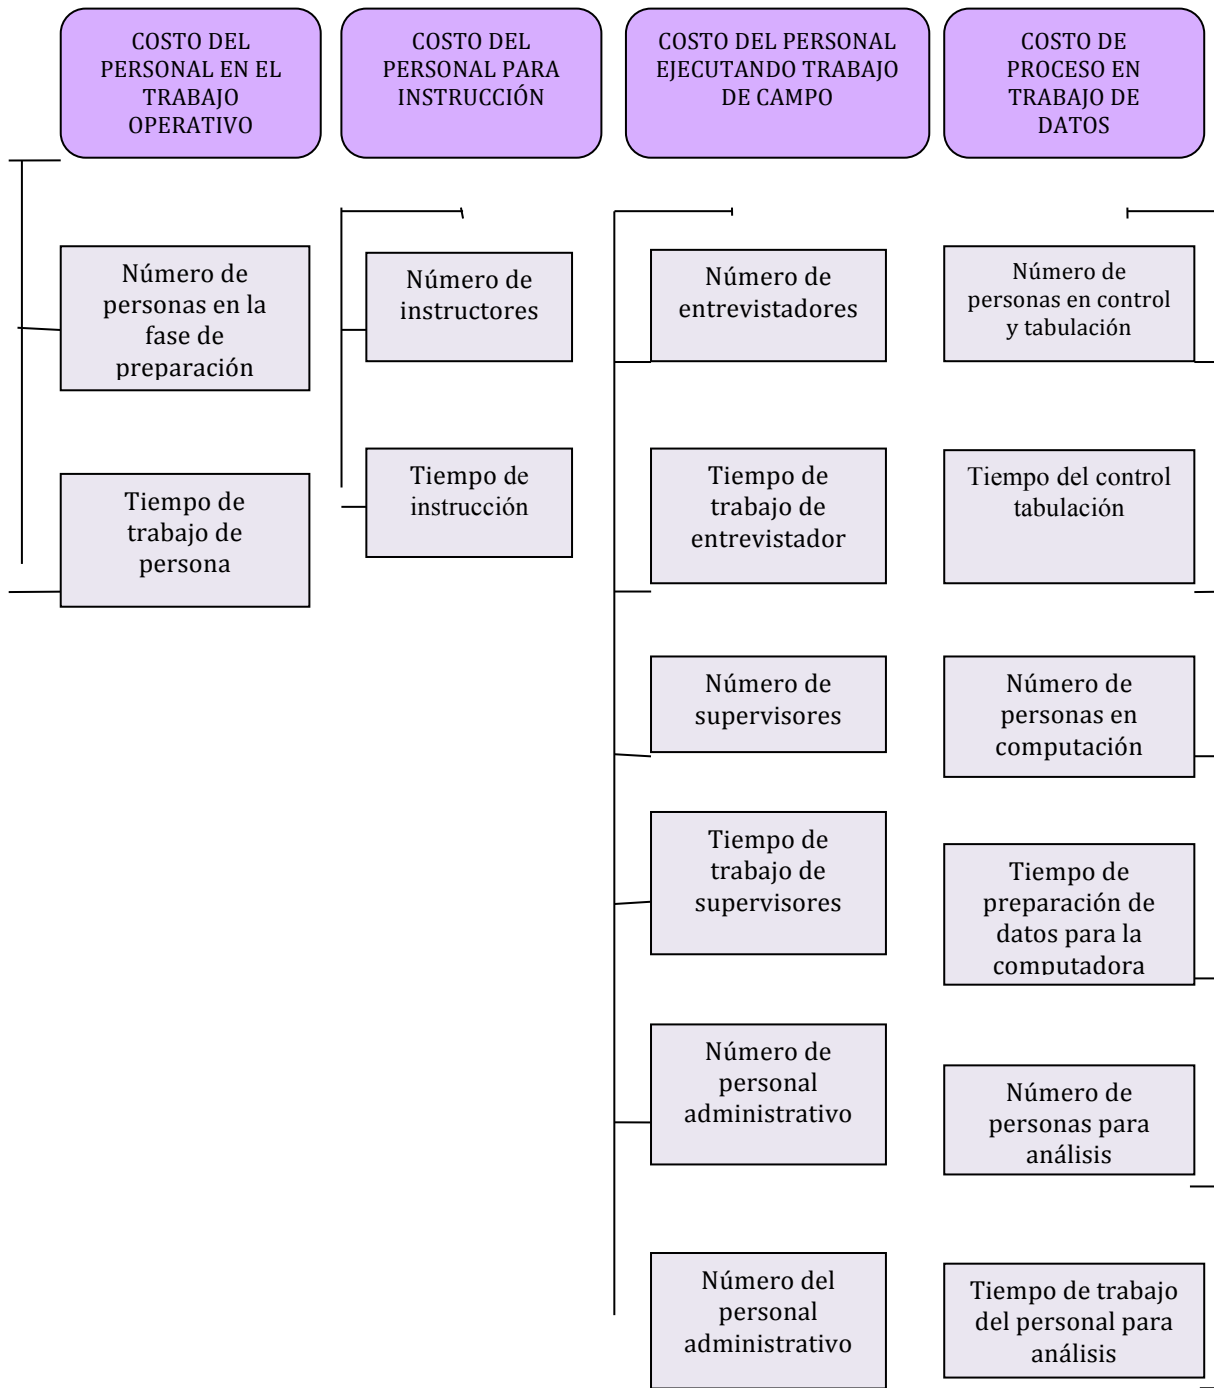 COSTO DEL
PERSONAL EN EL
TRABAJO
OPERATIVO
COSTO DEL
PERSONAL PARA
INSTRUCCIÓN
COSTO DEL PERSONAL
EJECUTANDO TRABAJO
DE CAMPO
COSTO DE
PROCESO EN
TRABAJO DE
DATOS
Número de
personas en la
fase de
preparación
Tiempo de
trabajo de
persona
Número de
instructores
Tiempo de
instrucción
Número de
entrevistadores
Tiempo de
trabajo de
entrevistador
Número de
supervisores
Tiempo de
trabajo de
supervisores
Número de
personal
administrativo
Número del
personal
administrativo
Número de
personas en control
y tabulación
Tiempo del control
tabulación
Número de
personas en
computación
Tiempo de
preparación de
datos para la
computadora
Número de
personas para
análisis
Tiempo de trabajo
del personal para
análisis